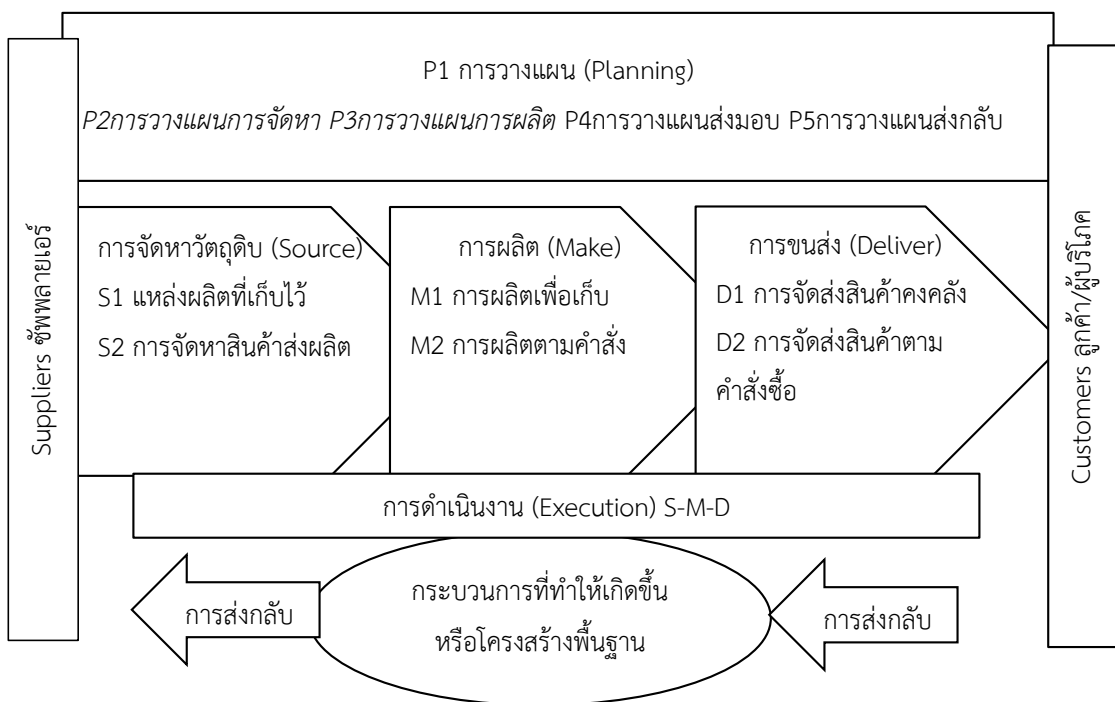 P1 การวางแผน (Planning)
P2การวางแผนการจัดหา P3การวางแผนการผลิต P4การวางแผนส่งมอบ P5การวางแผนส่งกลับ
Suppliers ซัพพลายเอร์
การจัดหาวัตถุดิบ (Source)
S1 แหล่งผลิตที่เก็บไว้
S2 การจัดหาสินค้าส่งผลิต
การผลิต (Make)
M1 การผลิตเพื่อเก็บ
M2 การผลิตตามคำสั่ง
การขนส่ง (Deliver)
D1 การจัดส่งสินค้าคงคลัง
D2 การจัดส่งสินค้าตาม
คำสั่งซื้อ
Customers ลูกค้า/ผู้บริโภค
การดำเนินงาน (Execution) S-M-D
การส่งกลับ
กระบวนการที่ทำให้เกิดขึ้น
หรือโครงสร้างพื้นฐาน
การส่งกลับ